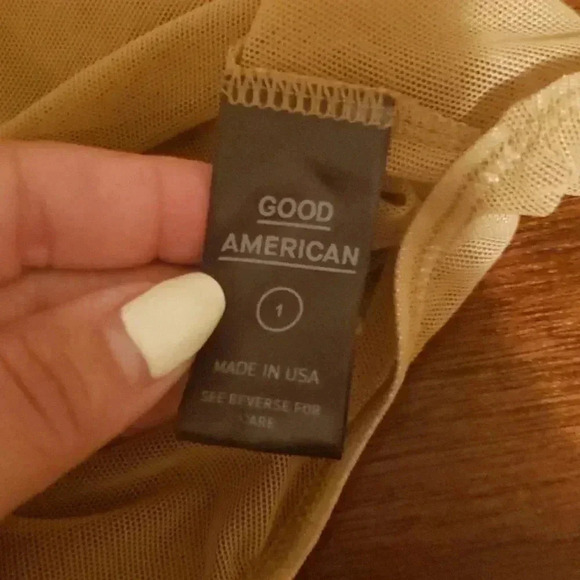 GOOD
AMERICAN
1
MADE IN USA
SEE REVERSE FOR
CARE